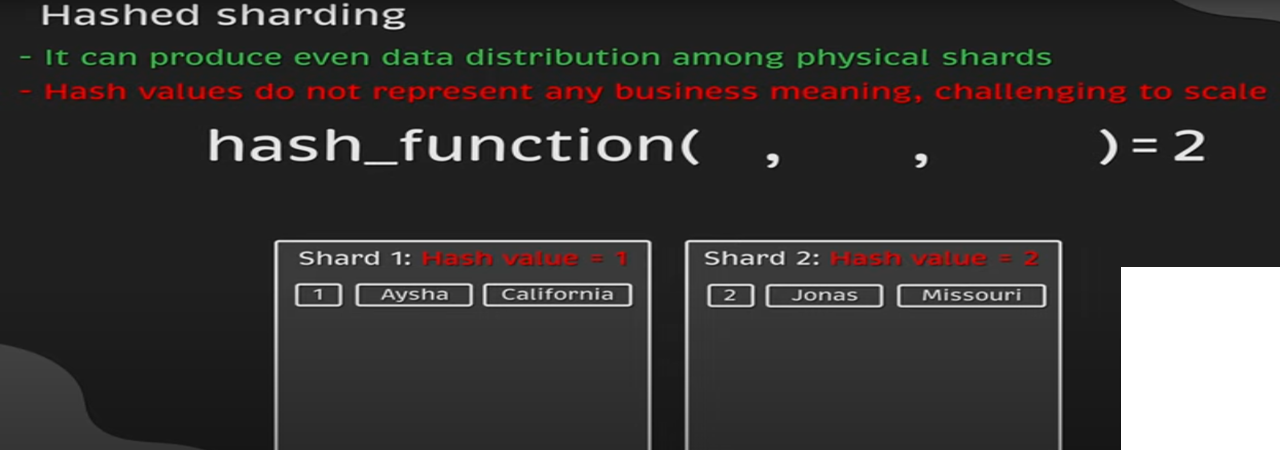 Hashed sharding
- It can produce even data distribution among physical shards
- Hash values do not represent any business meaning, challenging to scale
hash_function( , , ) = 2
Shard 1: Hash value = 1
1 Aysha California
Shard 2: Hash value = 2
2 Jonas Missouri